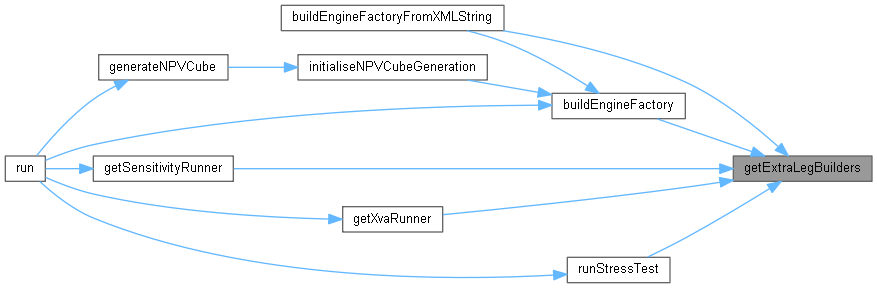 buildEngineFactoryFromXMLString
generateNPVCube
initialiseNPVCubeGeneration
buildEngineFactory
run
getSensitivityRunner
getExtraLegBuilders
getXvaRunner
runStressTest